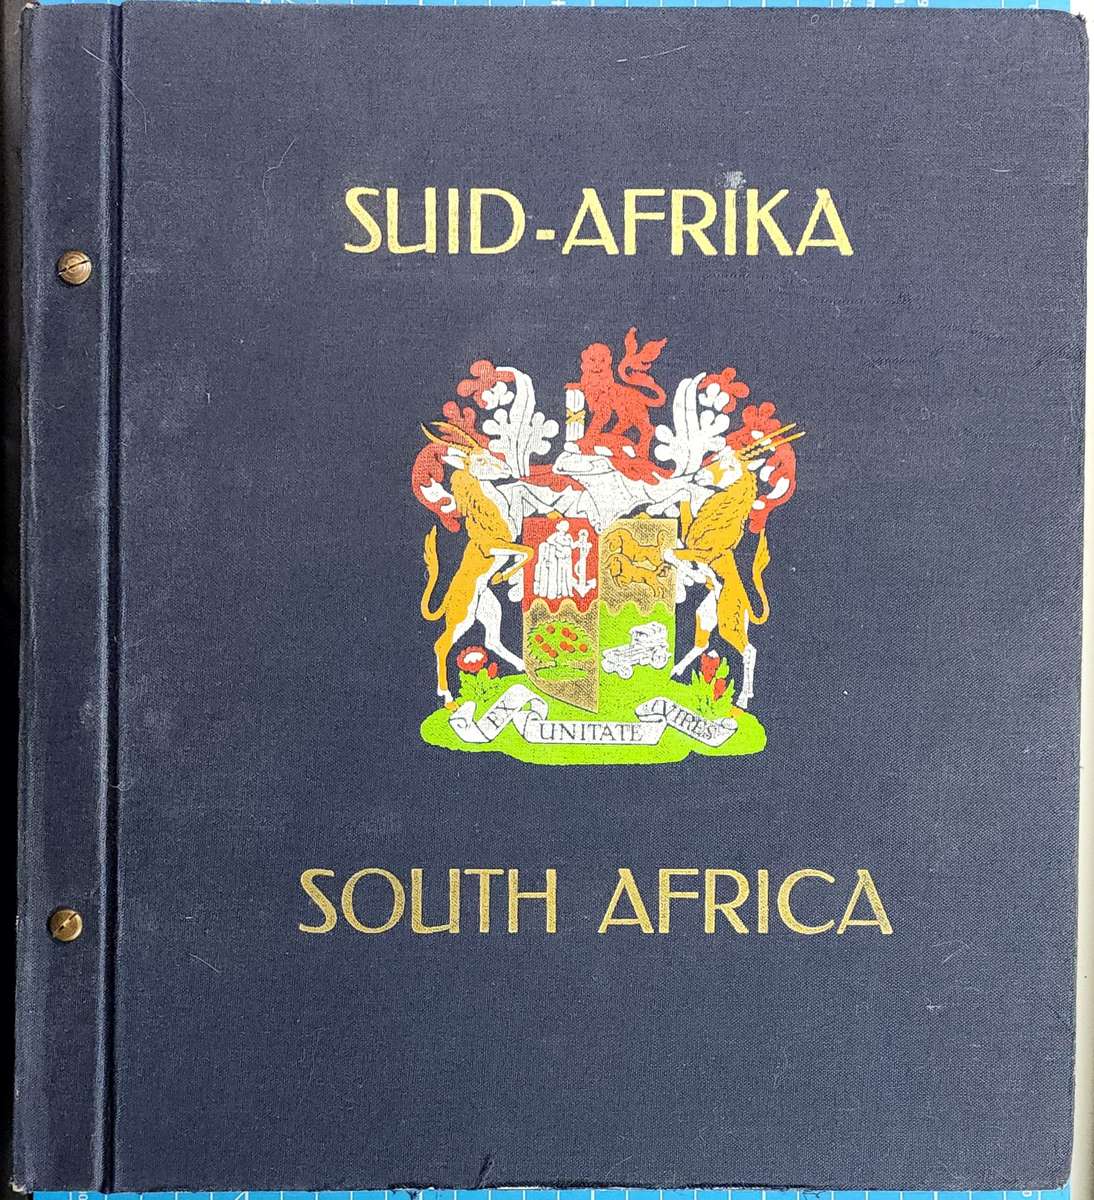 SUID-AFRIKA
EX UNITATE VIRES
SOUTH AFRICA